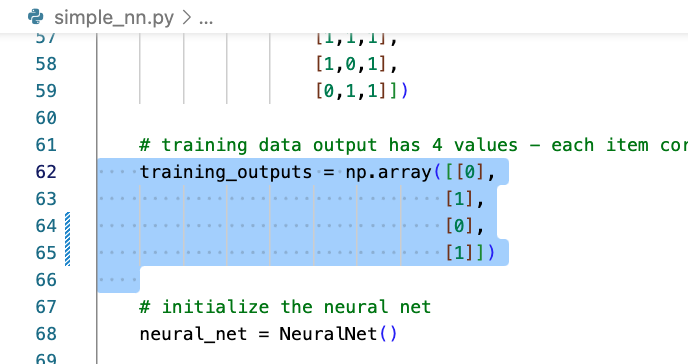 simple_nn.py > ...
57 [1,1,1],
58 [1,0,1],
59 [0,1,1]])
60
61 # training data output has 4 values - each item cor
62 training_outputs = np.array([[0],
63 [1],
64 [0],
65 [1]])
66
67 # initialize the neural net
68 neural_net = NeuralNet()
69